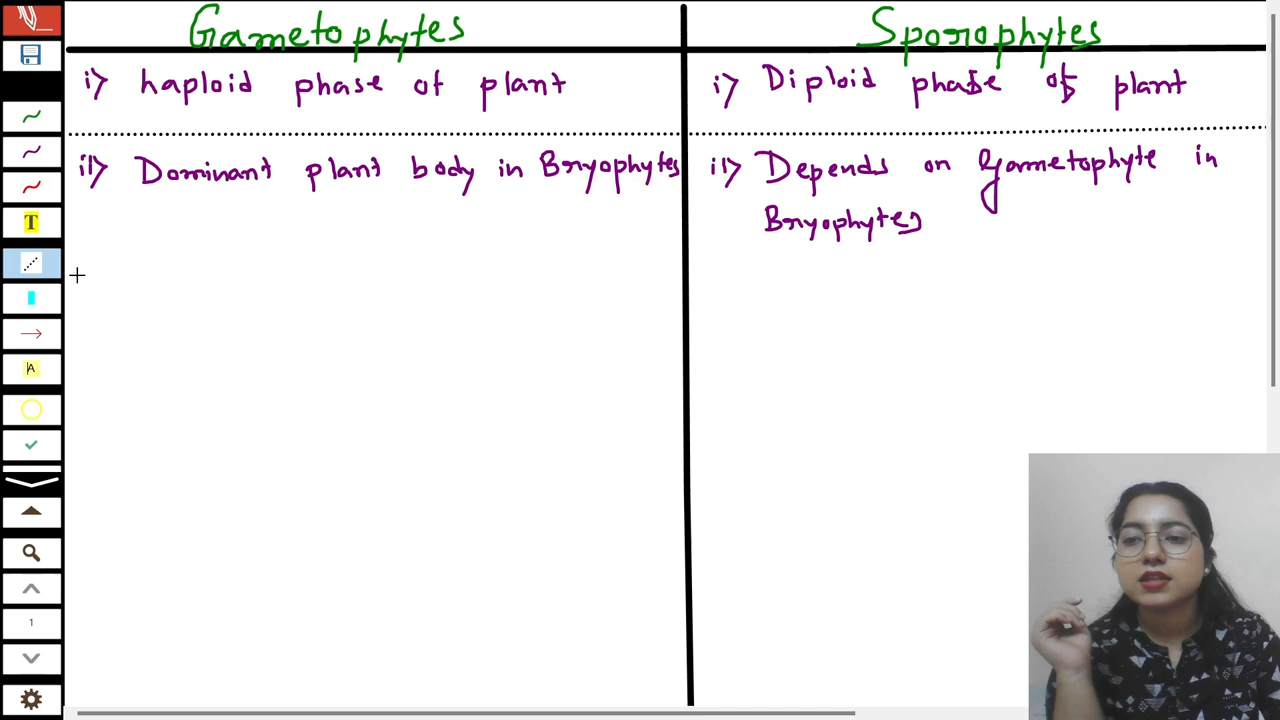 Gametophytes
Sporophytes
i) haploid phase of plant
i) Diploid phase of plant
ii) Dominant plant body in Bryophytes
ii) Depends on gametophyte in
Bryophytes
T
A
1